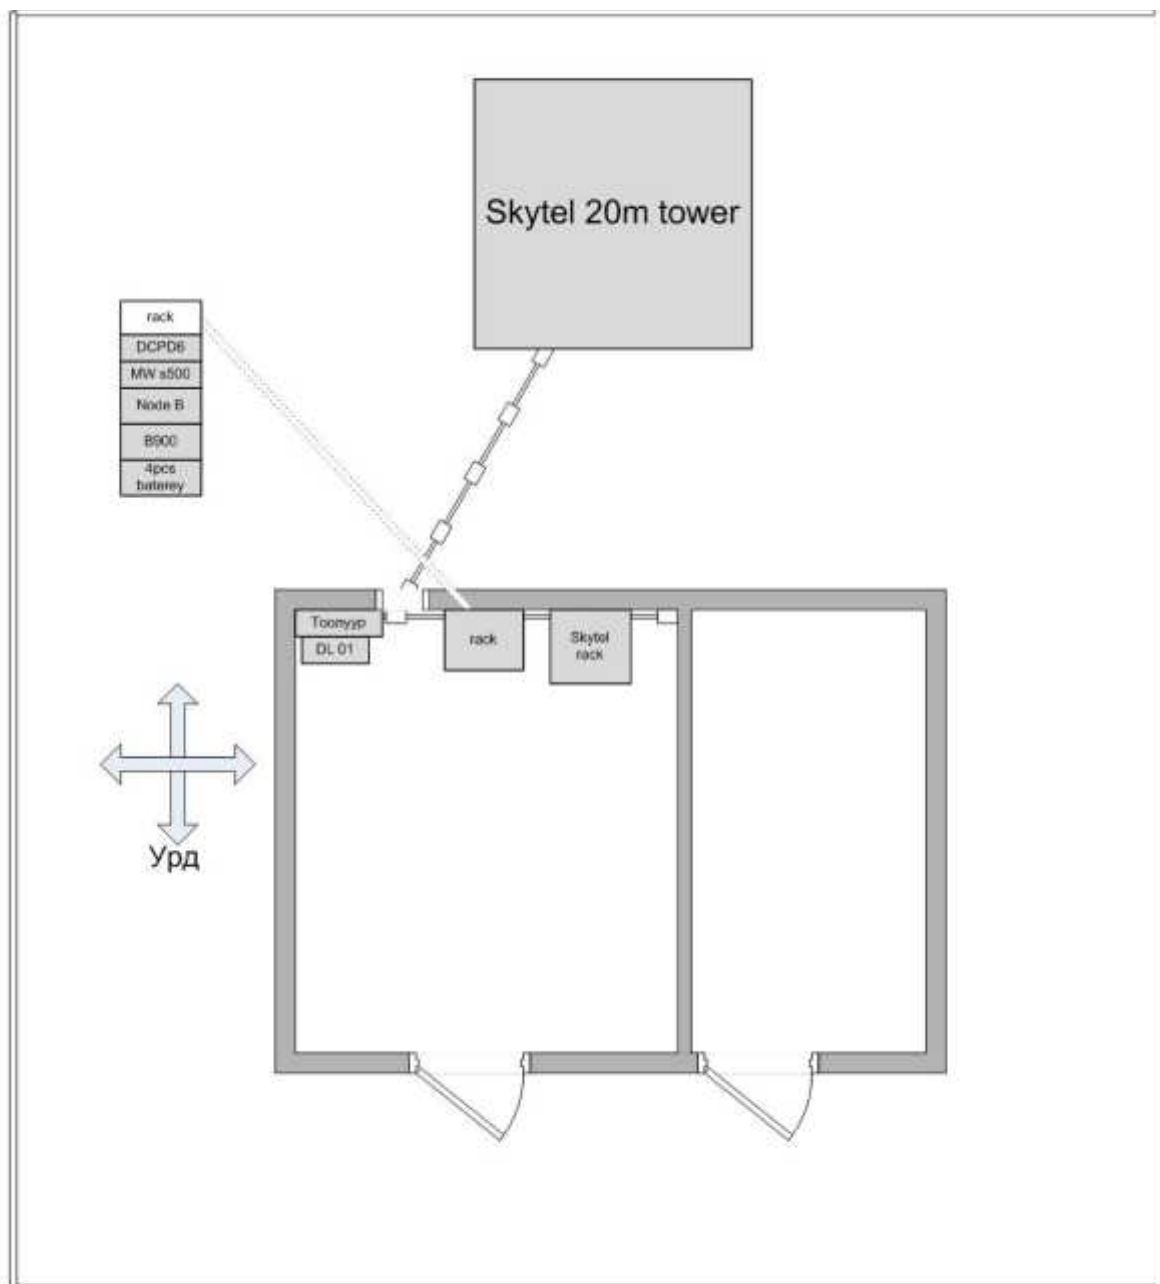 Skytel 20m tower
rack
DCPD6
MW s500
Node B
B900
4pcs
baterey
Тоолуур
DL 01
rack
Skytel
rack
Урд